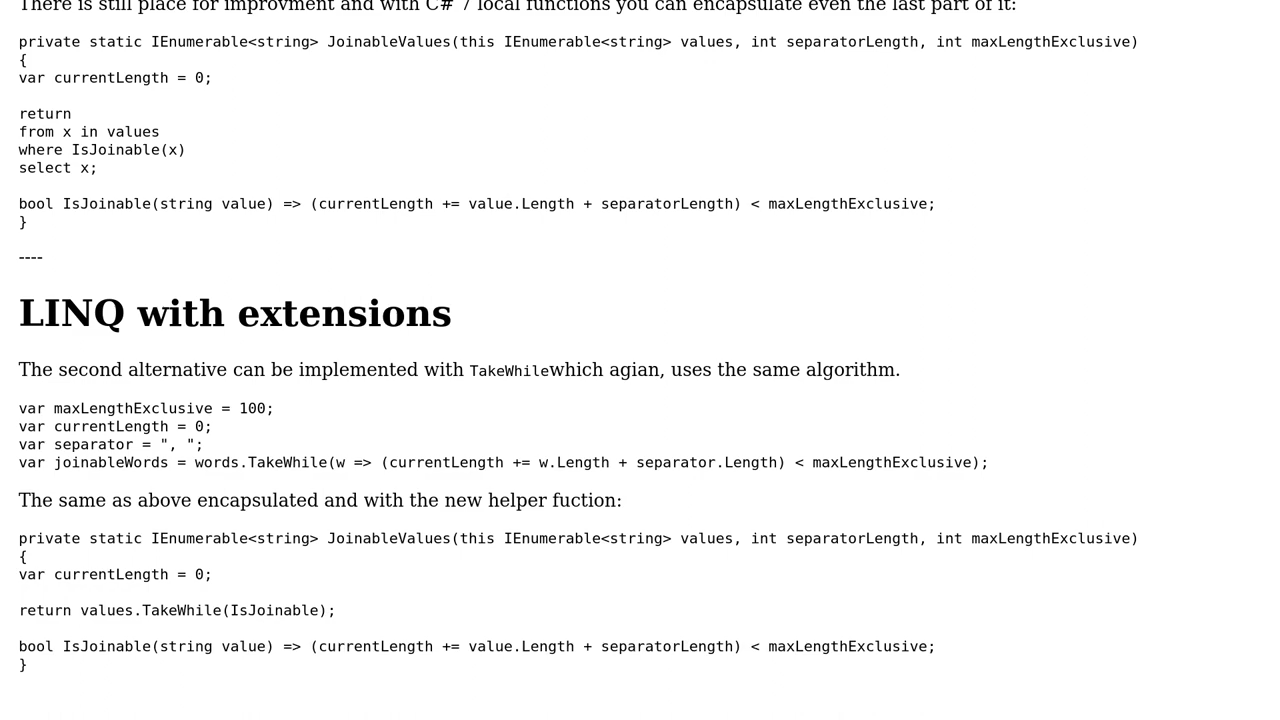 There is still place for improvment and with C# 7 local functions you can encapsulate even the last part of it:
private static IEnumerable<string> JoinableValues(this IEnumerable<string> values, int separatorLength, int maxLengthExclusive)
{
var currentLength = 0;
return
from x in values
where IsJoinable(x)
select x;
bool IsJoinable(string value) => (currentLength += value.Length + separatorLength) < maxLengthExclusive;
}
----
LINQ with extensions
The second alternative can be implemented with TakeWhilewhich agian, uses the same algorithm.
var maxLengthExclusive = 100;
var currentLength = 0;
var separator = ", ";
var joinableWords = words.TakeWhile(w => (currentLength += w.Length + separator.Length) < maxLengthExclusive);
The same as above encapsulated and with the new helper fuction:
private static IEnumerable<string> JoinableValues(this IEnumerable<string> values, int separatorLength, int maxLengthExclusive)
{
var currentLength = 0;
return values.TakeWhile(IsJoinable);
bool IsJoinable(string value) => (currentLength += value.Length + separatorLength) < maxLengthExclusive;
}